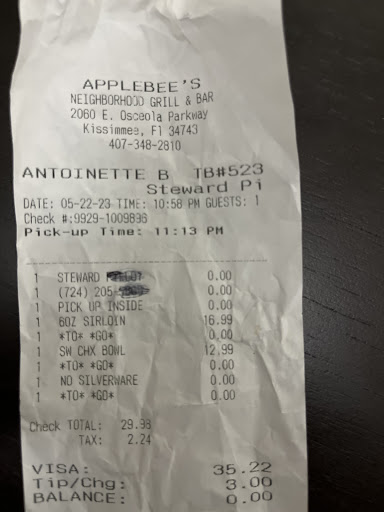 APPLEBEE'S
NEIGHBORHOOD GRILL & BAR
2060 E. Osceola Parkway
Kissimmee, Fl 34743
407-348-2810
ANTOINETTE B TB#523
Steward Pi
DATE: 05-22-23 TIME: 10:58 PM GUESTS: 1
Check #:9929-1009898
Pick-up Time: 11:13 PM
1 STEWARD 0.00
1 (724) 205- 0.00
1 PICK UP INSIDE 0.00
1 6OZ SIRLOIN 16.99
1 *TO* *GO* 0.00
1 SW CHX BOWL 12.99
1 *TO* *GO* 0.00
1 NO SILVERWARE 0.00
1 *TO* *GO* 0.00
Check TOTAL: 29.98
TAX: 2.24
VISA: 35.22
Tip/Chg: 3.00
BALANCE: 0.00